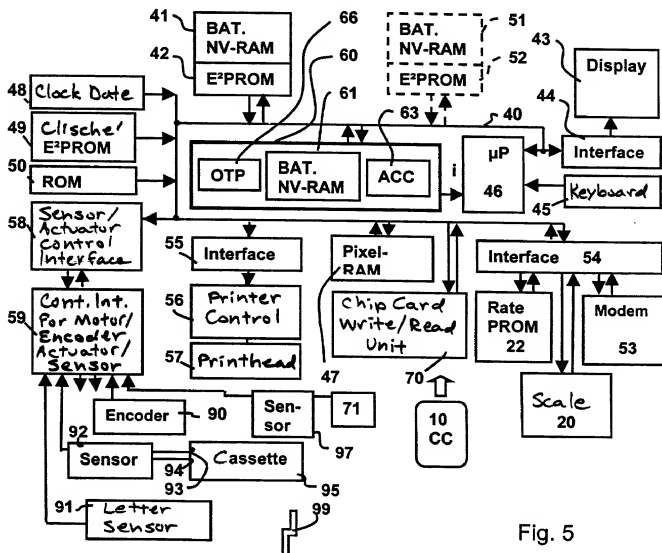 41
BAT.
NV-RAM
42
E²PROM
66
60
61
63
BAT.
NV-RAM
51
E²PROM
52
43
Display
44
Interface
48
Clock Date
49
Clische'/
E²PROM
50
ROM
40
OTP
BAT.
NV-RAM
ACC
i
µP
46
Keyboard
45
58
Sensor/
Actuator
Control
Interface
55
Interface
Pixel-
RAM
Interface 54
59
Cont. Int.
For Motor/
Encoder
Actuator/
Sensor
56
Printer
Control
57
Printhead
47
Chip Card
Write/Read
Unit
70
Rate
PROM
22
Modem
53
Encoder
90
Sen-
sor
97
71
10
CC
Scale
20
92
Sensor
94
93
Cassette
95
91
Letter
Sensor
99
Fig. 5